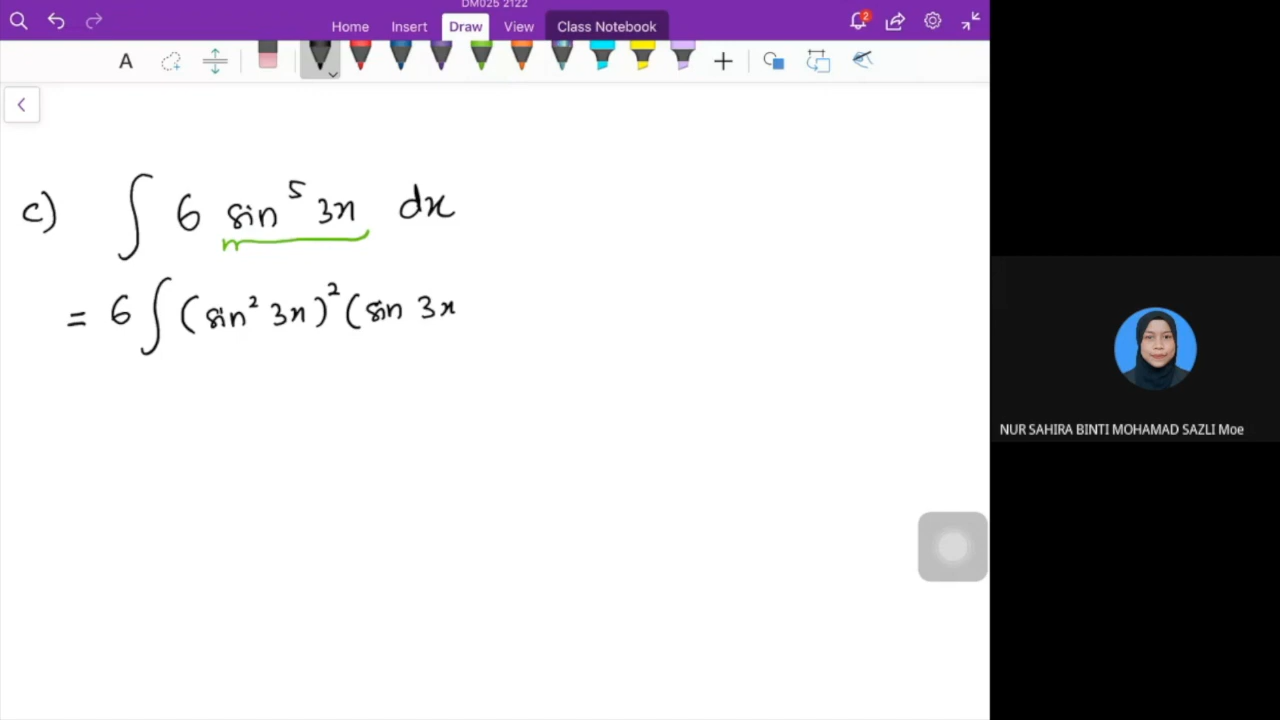 DM025 2122
Home Insert Draw View Class Notebook
2
A
c) ∫ 6 sin⁵ 3x dx
= 6 ∫ (sin² 3x)² (sin 3x
NUR SAHIRA BINTI MOHAMAD SAZLI Moe